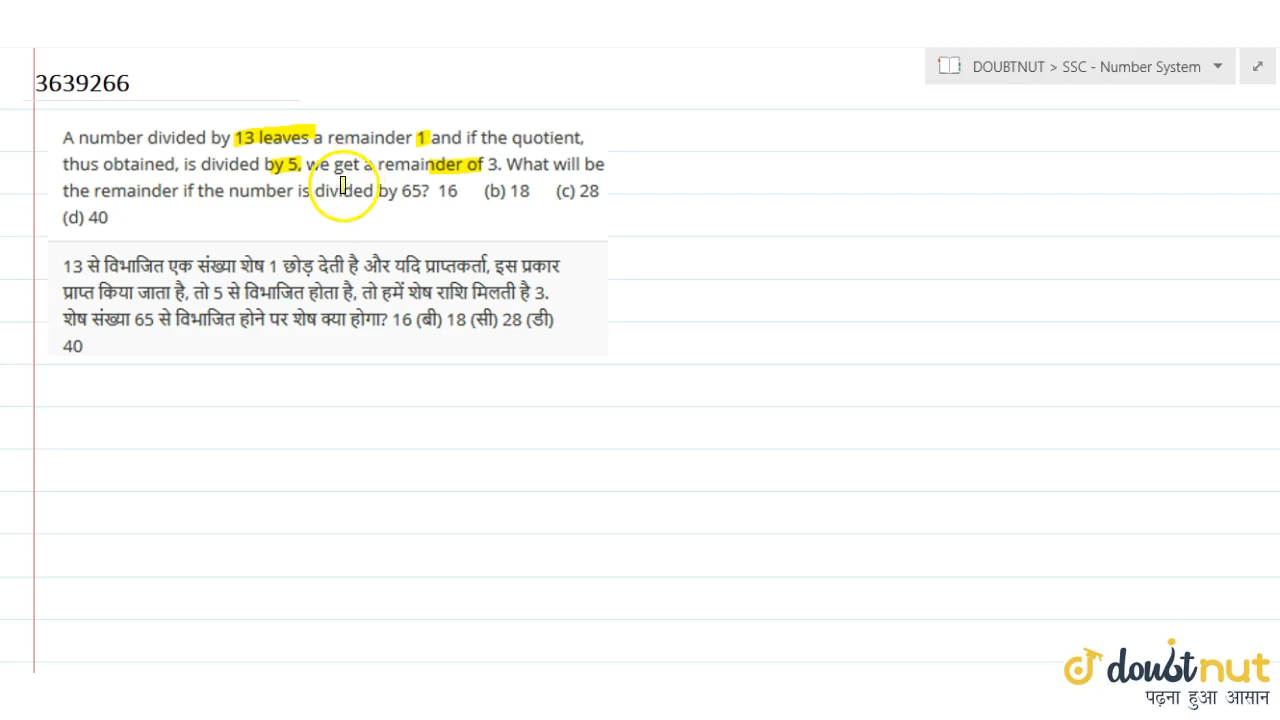 3639266
DOUBTNUT > SSC - Number System
A number divided by 13 leaves a remainder 1 and if the quotient,
thus obtained, is divided by 5, we get a remainder of 3. What will be
the remainder if the number is divided by 65? 16 (b) 18 (c) 28
(d) 40
13 से विभाजित एक संख्या शेष 1 छोड़ देती है और यदि प्राप्तकर्ता, इस प्रकार
प्राप्त किया जाता है, तो 5 से विभाजित होता है, तो हमें शेष राशि मिलती है 3.
शेष संख्या 65 से विभाजित होने पर शेष क्या होगा? 16 (बी) 18 (सी) 28 (डी)
40
doubtnut
पढ़ना हुआ आसान